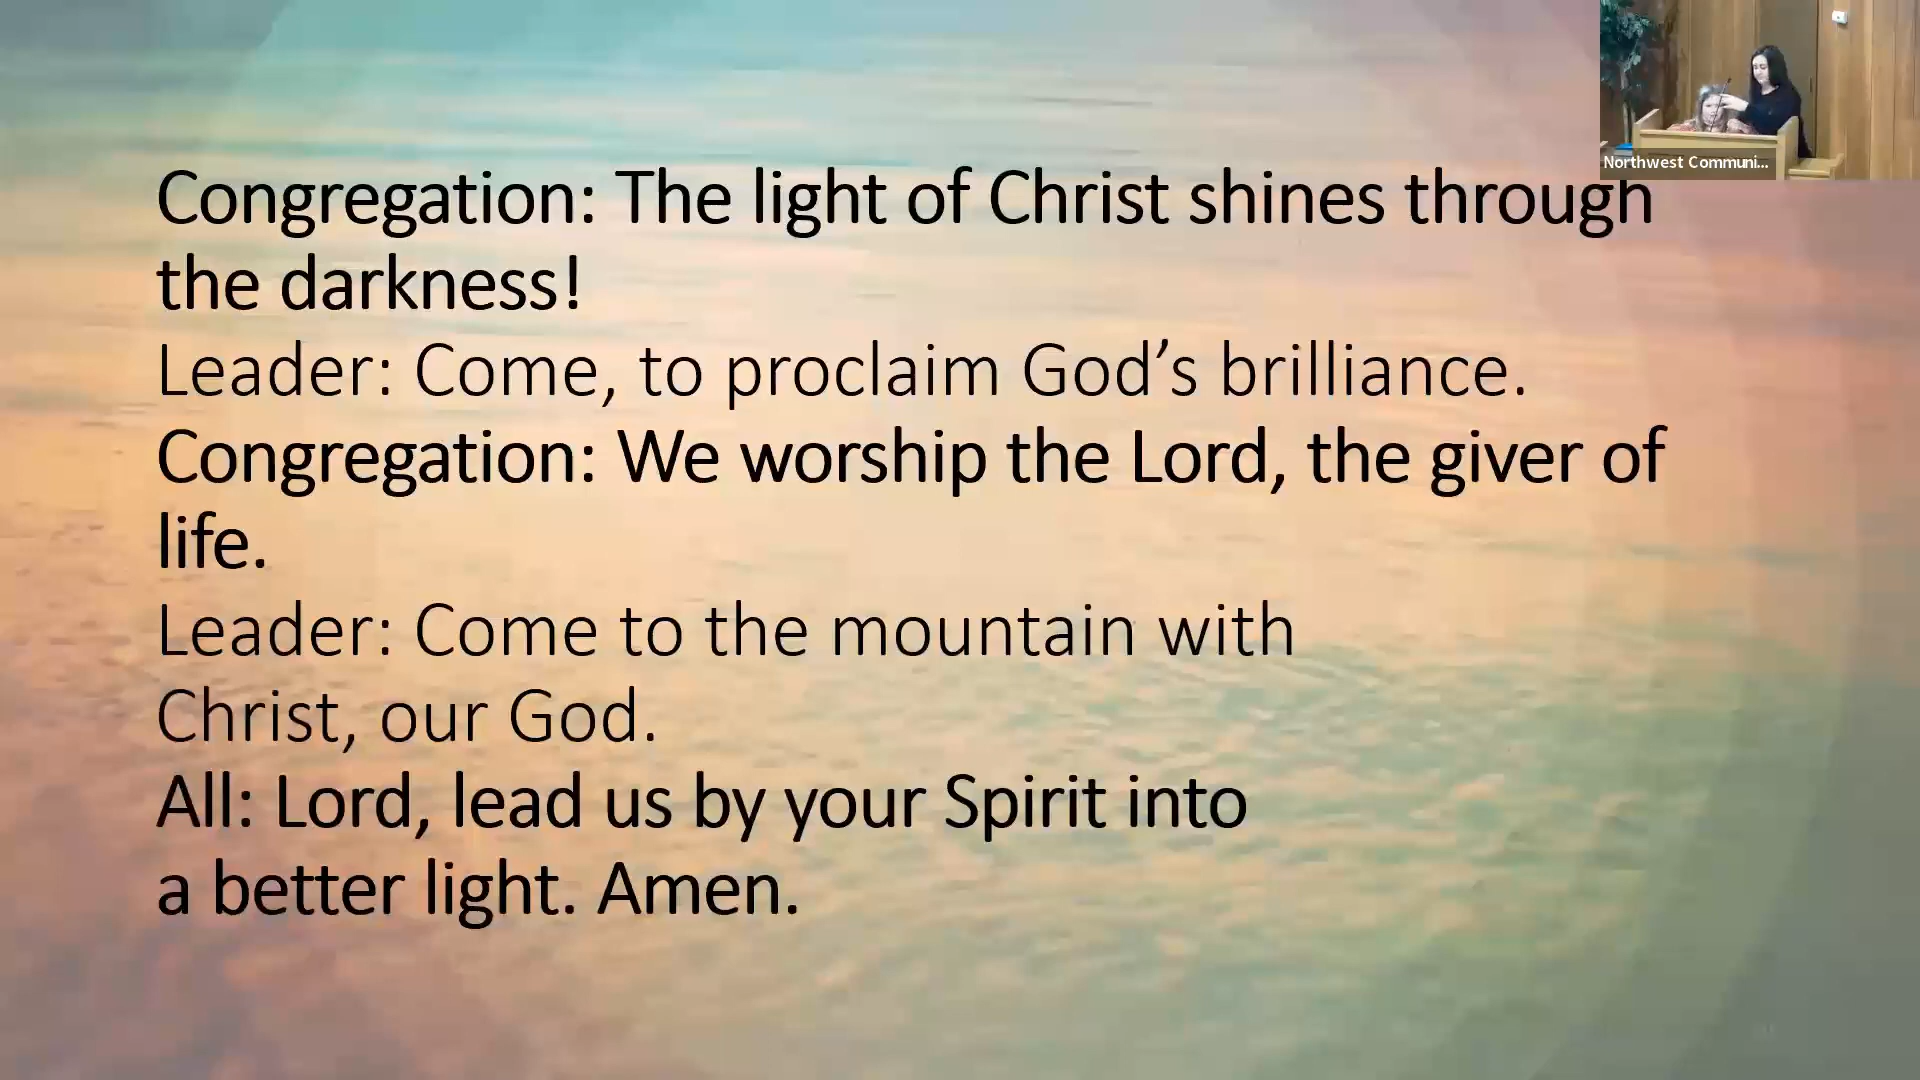 Northwest Communi...
Congregation: The light of Christ shines through
the darkness!
Leader: Come, to proclaim God’s brilliance.
Congregation: We worship the Lord, the giver of
life.
Leader: Come to the mountain with
Christ, our God.
All: Lord, lead us by your Spirit into
a better light. Amen.